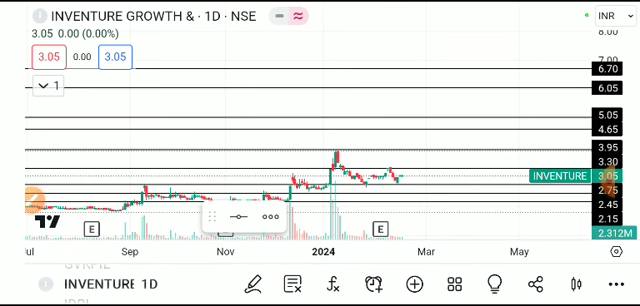 INVENTURE GROWTH & · 1D · NSE
INR
3.05 0.00 (0.00%)
3.05 0.00 3.05
1
8.00
7.00
6.70
6.05
5.05
4.65
3.95
3.30
INVENTURE 3.05
2.75
2.45
2.15
2.312M
E
E
Sep Nov 2024 Mar May
INVENTURE 1D